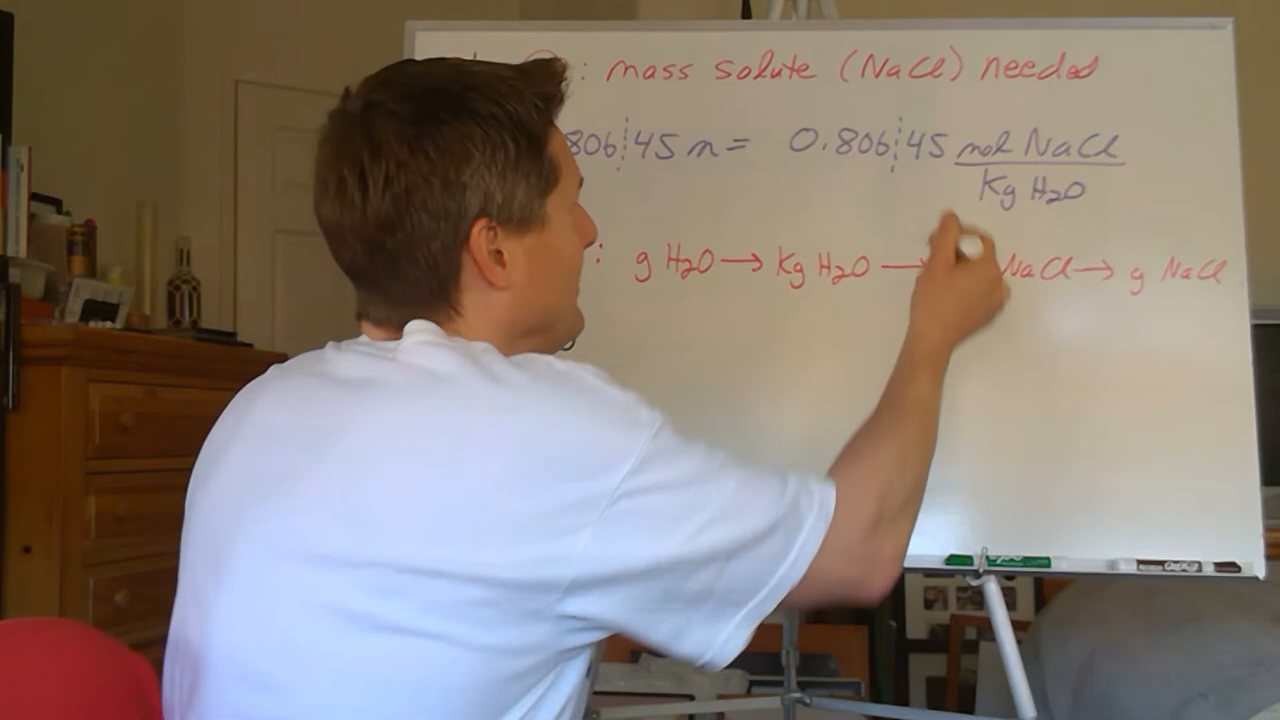 : mass solute (NaCl) needed
806 45 m = 0.806 45 mol NaCl
Kg H2O
: g H2O → Kg H2O → NaCl → g NaCl